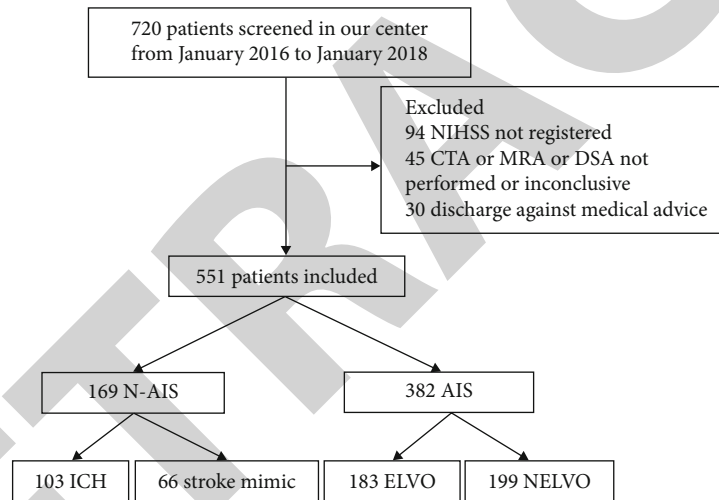 720 patients screened in our center
from January 2016 to January 2018
Excluded
94 NIHSS not registered
45 CTA or MRA or DSA not
performed or inconclusive
30 discharge against medical advice
551 patients included
169 N-AIS
382 AIS
103 ICH
66 stroke mimic
183 ELVO
199 NELVO